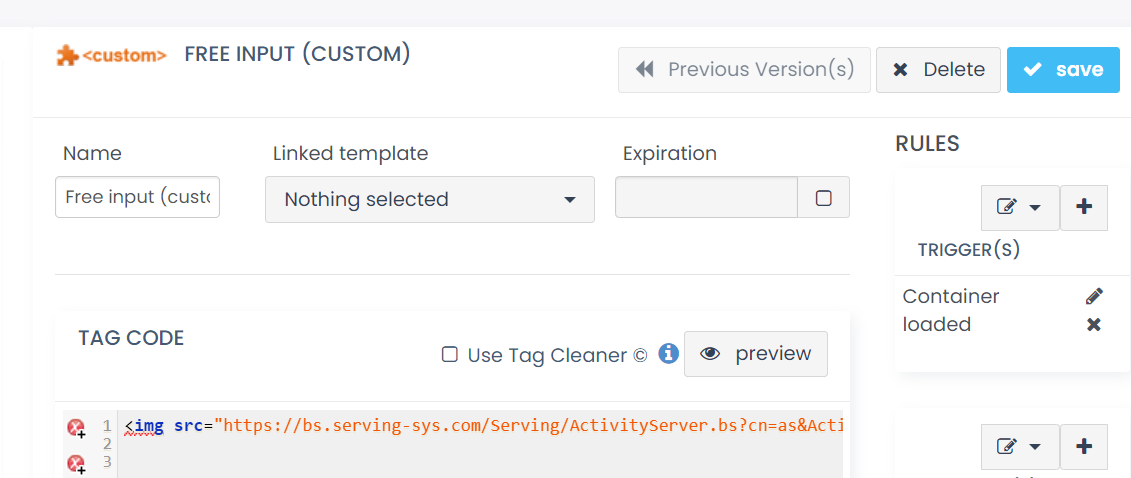 <custom> FREE INPUT (CUSTOM)
Previous Version(s) Delete save
Name Linked template Expiration
Free input (custo
Nothing selected
RULES
TRIGGER(S)
Container
loaded
TAG CODE
Use Tag Cleaner © preview
1 <img src="https://bs.serving-sys.com/Serving/ActivityServer.bs?cn=as&Acti
2
3